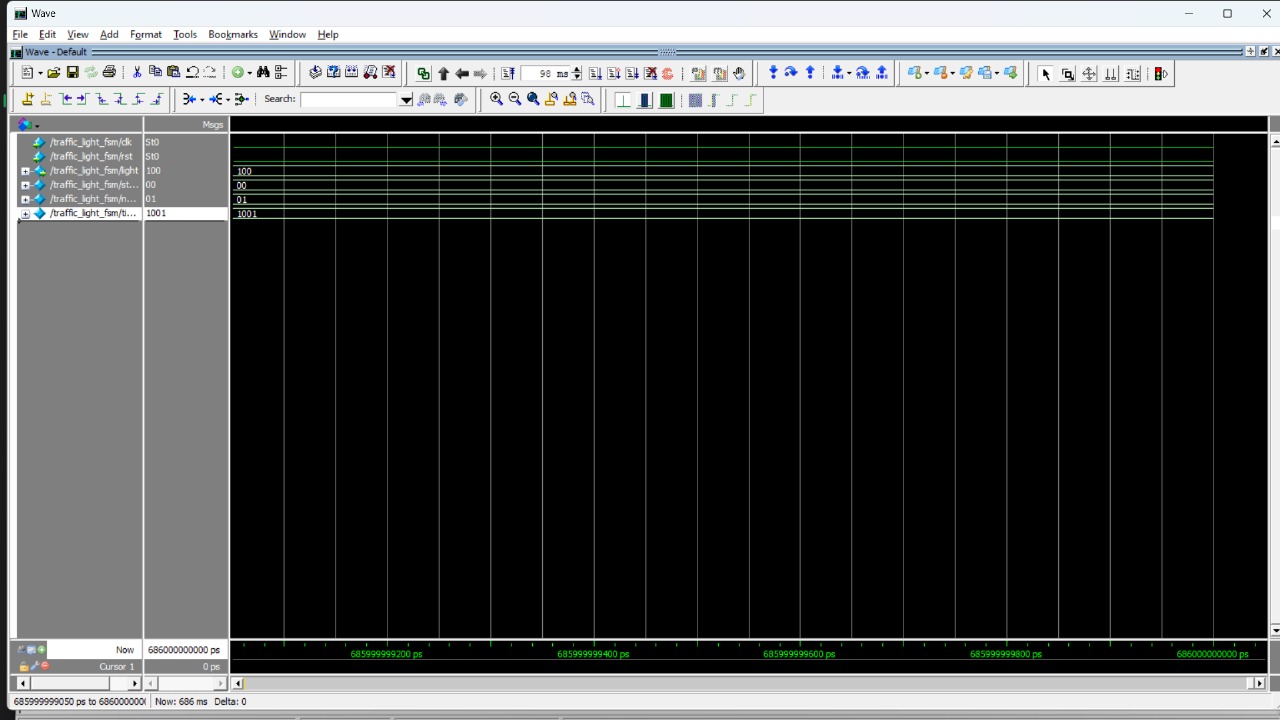 Wave
File Edit View Add Format Tools Bookmarks Window Help
Wave - Default
98 ms
Search:
Msgs
/traffic_light_fsm/clk St0
/traffic_light_fsm/rst St0
/traffic_light_fsm/light 100 100
/traffic_light_fsm/st... 00 00
/traffic_light_fsm/n... 01 01
/traffic_light_fsm/ti... 1001 1001
Now 686000000000 ps
Cursor 1 0 ps
685999999200 ps 685999999400 ps 685999999600 ps 685999999800 ps 686000000000 ps
685999999050 ps to 6860000000 Now: 686 ms Delta: 0